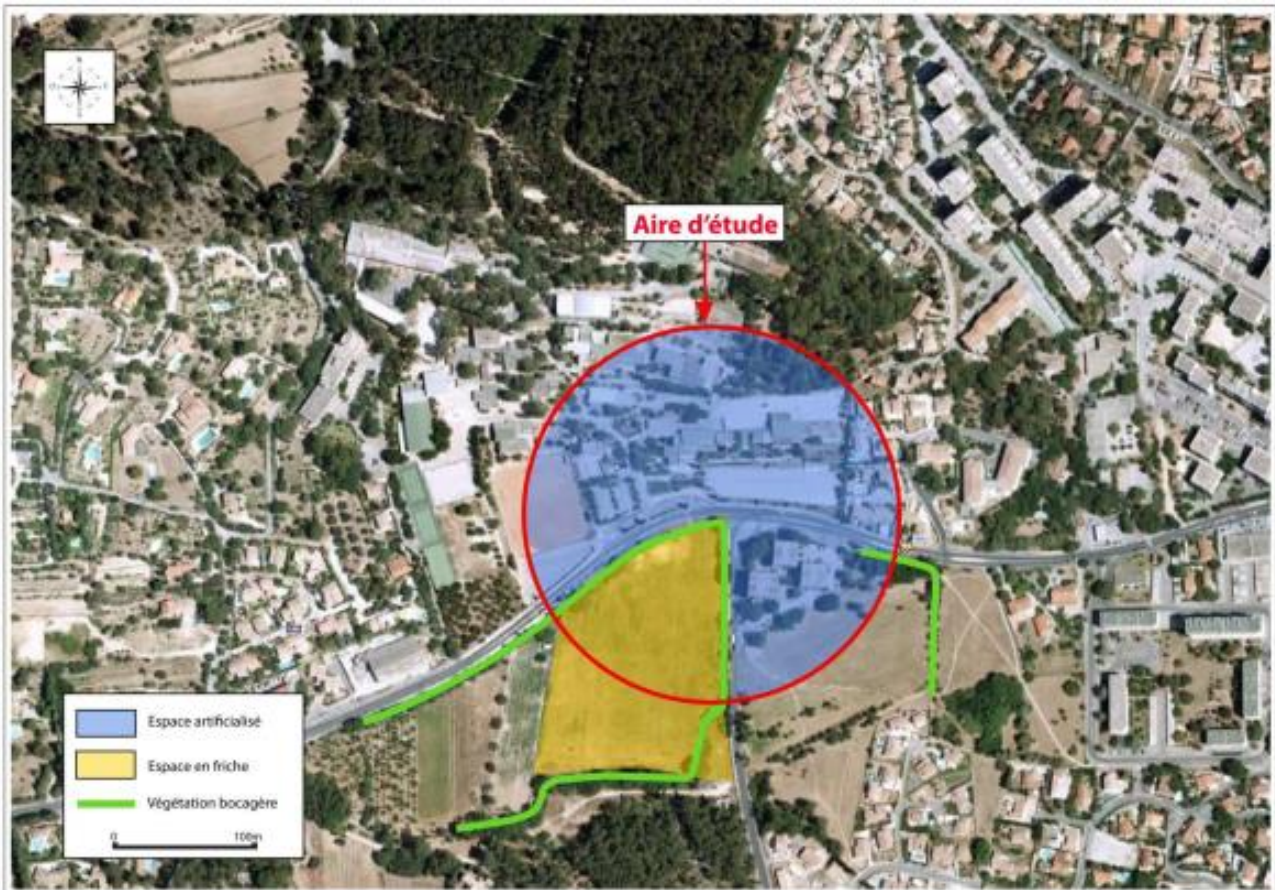 Aire d'étude
Espace artificialisé
Espace en friche
Végétation bocagère
0
100m